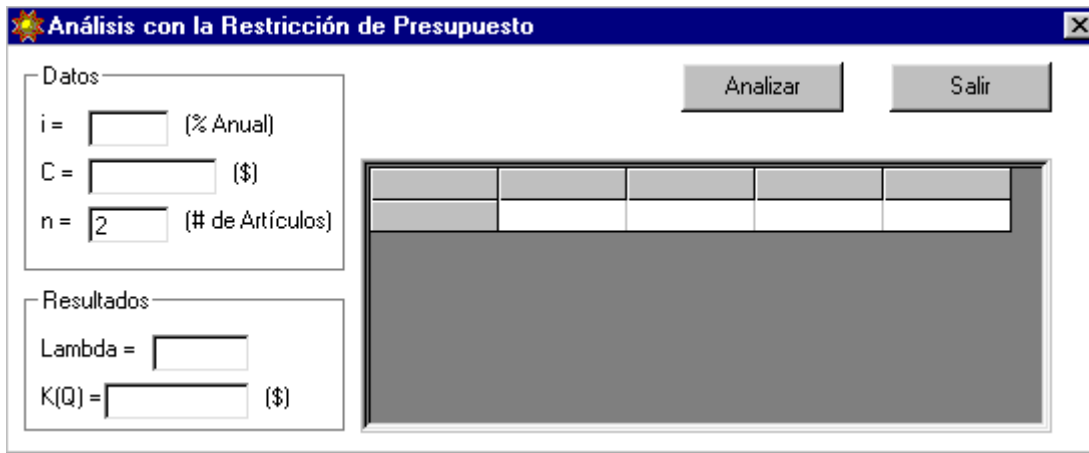 Análisis con la Restricción de Presupuesto
Datos
i = (% Anual)
C = ($)
n = 2 (# de Artículos)
Analizar
Salir
Resultados
Lambda =
K(Q) = ($)